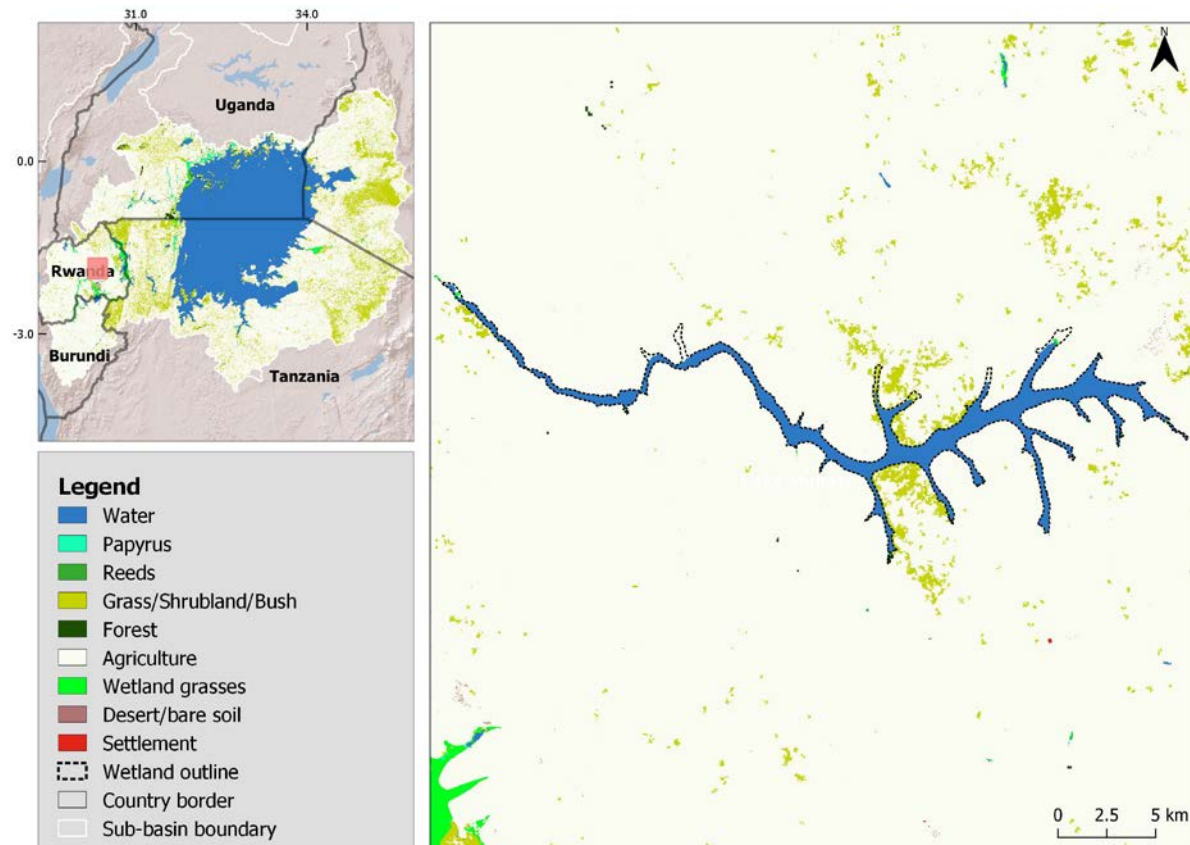 31.0
34.0
Uganda
0.0
Rwanda
-3.0
Burundi
Tanzania
Legend
Water
Papyrus
Reeds
Grass/Shrubland/Bush
Forest
Agriculture
Wetland grasses
Desert/bare soil
Settlement
Wetland outline
Country border
Sub-basin boundary
N
0 2.5 5 km